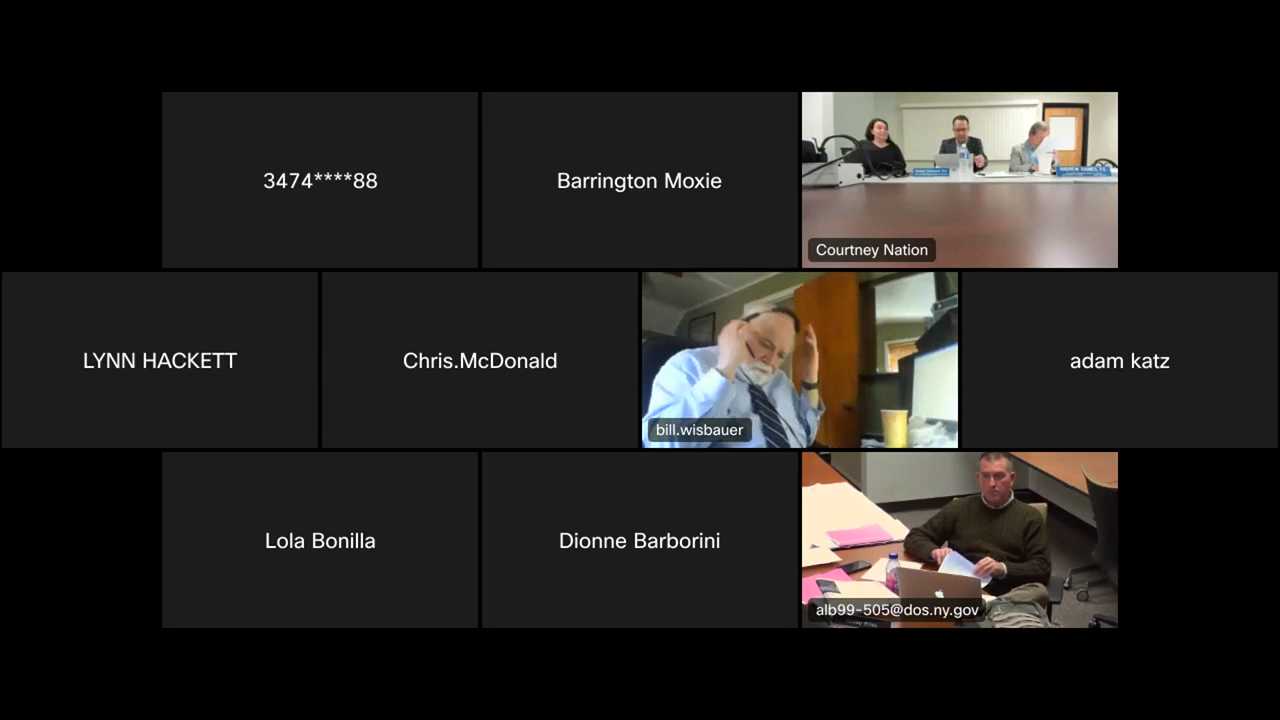 3474****88
Barrington Moxie
Courtney Nation
LYNN HACKETT
Chris.McDonald
bill.wisbauer
adam katz
Lola Bonilla
Dionne Barborini
alb99-505@dos.ny.gov